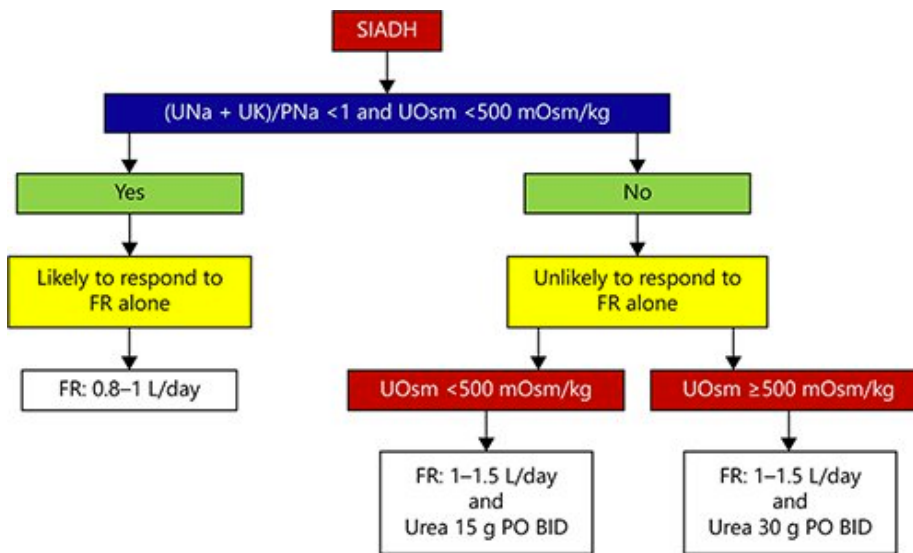 SIADH
(UNa + UK)/PNa <1 and UOsm <500 mOsm/kg
Yes
No
Likely to respond to
FR alone
Unlikely to respond to
FR alone
FR: 0.8–1 L/day
UOsm <500 mOsm/kg
UOsm ≥500 mOsm/kg
FR: 1–1.5 L/day
and
Urea 15 g PO BID
FR: 1–1.5 L/day
and
Urea 30 g PO BID